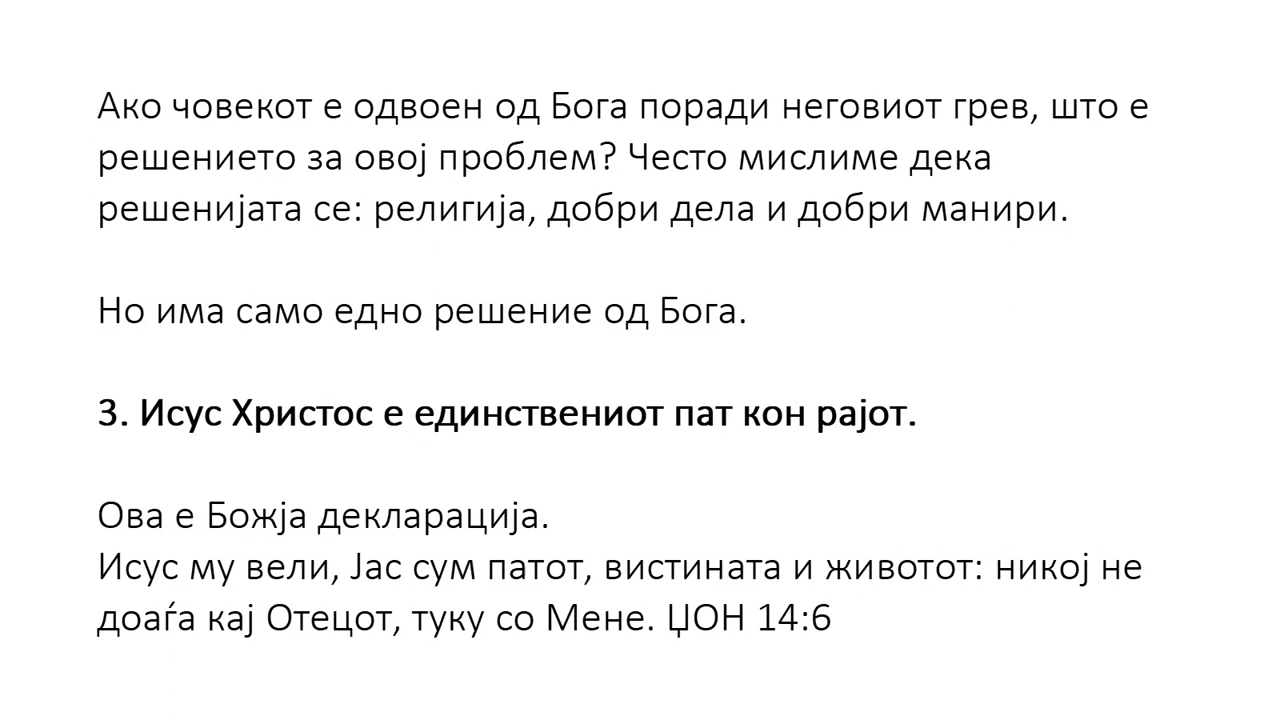 Ако човекот е одвоен од Бога поради неговиот грев, што е
решението за овој проблем? Често мислиме дека
решенијата се: религија, добри дела и добри манири.
Но има само едно решение од Бога.
3. Исус Христос е единствениот пат кон рајот.
Ова е Божја декларација.
Исус му вели, Јас сум патот, вистината и животот: никој не
доаѓа кај Отецот, туку со Мене. ЏОН 14:6